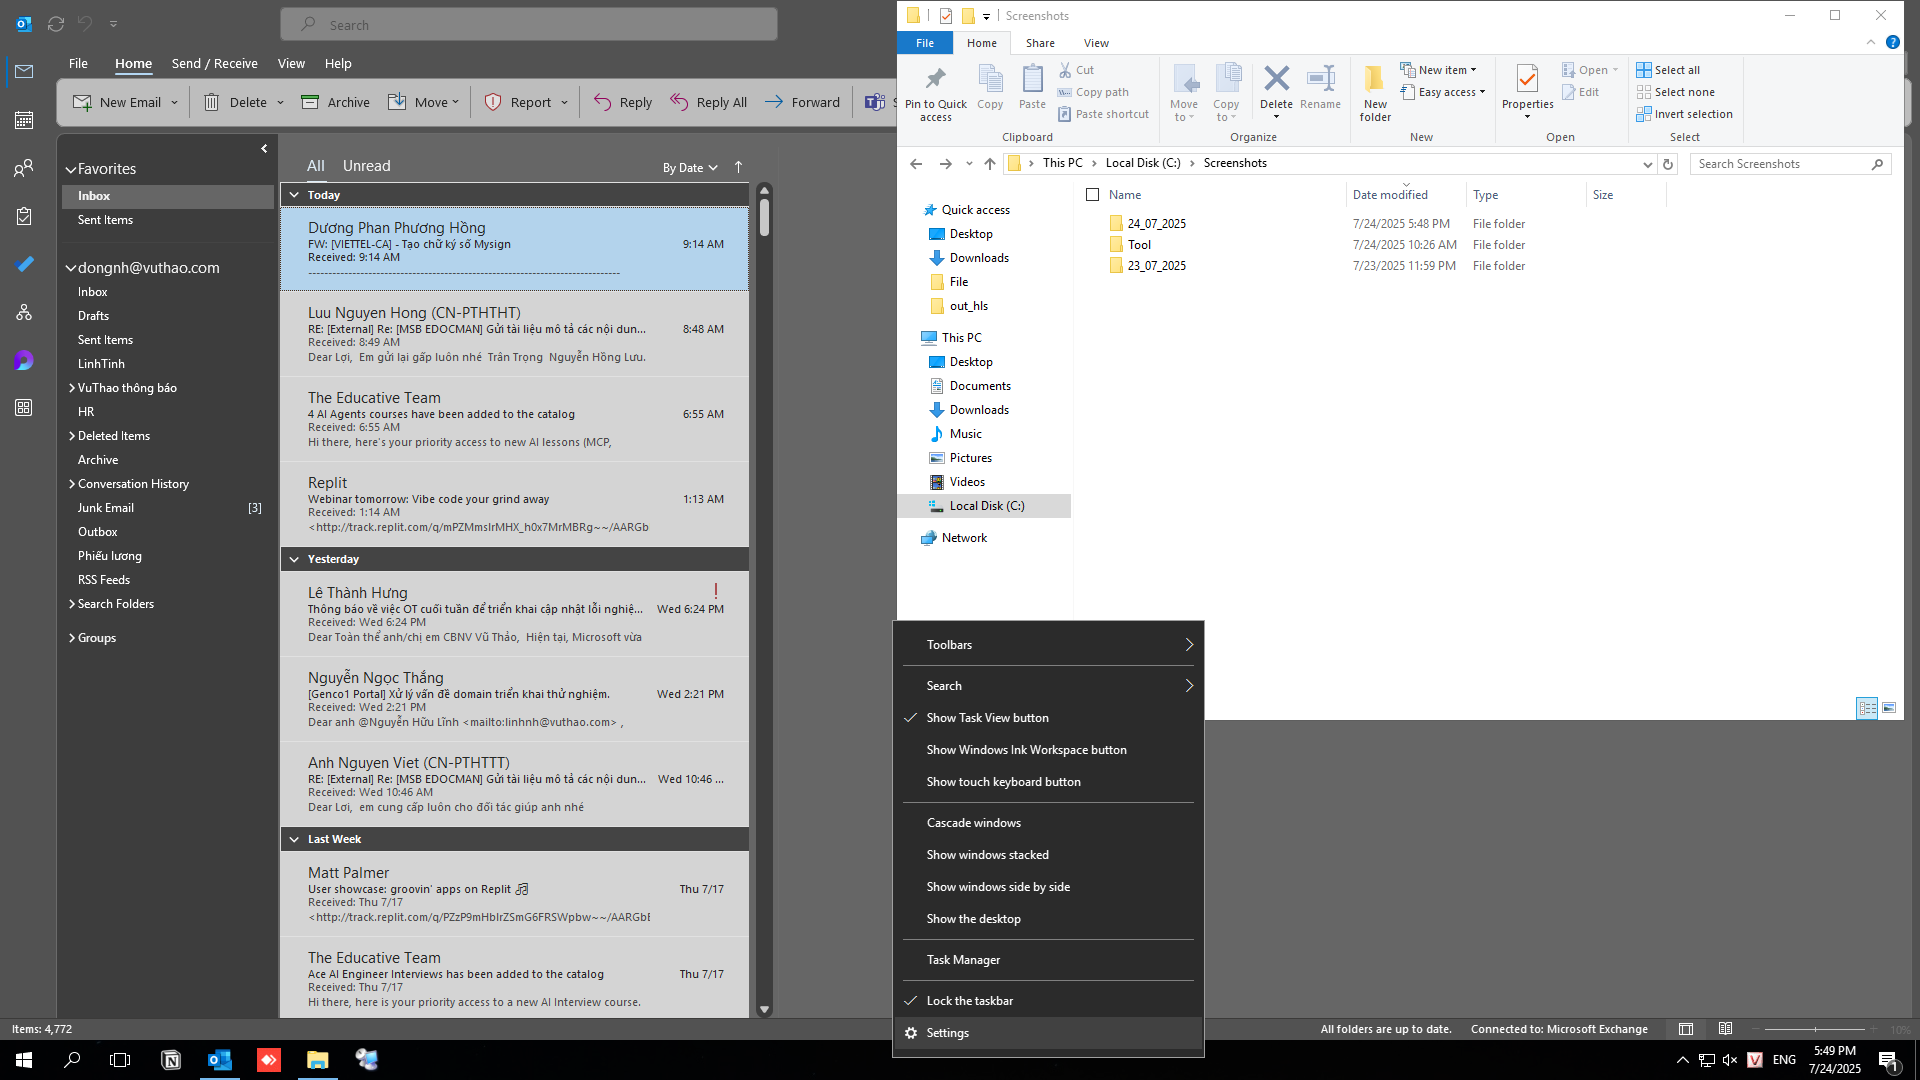 Search
File Home Send / Receive View Help
New Email Delete Archive Move Report Reply Reply All Forward
Favorites
Inbox
Sent Items
dongnh@vuthao.com
Inbox
Drafts
Sent Items
LinhTinh
VuThao thông báo
HR
Deleted Items
Archive
Conversation History
Junk Email [3]
Outbox
Phiếu lương
RSS Feeds
Search Folders
Groups
All Unread By Date
Today
Dương Phan Phương Hồng
FW: [VIETTEL-CA] - Tạo chữ ký số Mysign 9:14 AM
Received: 9:14 AM
Luu Nguyen Hong (CN-PTHTHT)
RE: [External] Re: [MSB EDOCMAN] Gửi tài liệu mô tả các nội dun... 8:48 AM
Received: 8:49 AM
Dear Lợi, Em gửi lại gấp luôn nhé Trân Trọng Nguyễn Hồng Lưu.
The Educative Team
4 AI Agents courses have been added to the catalog 6:55 AM
Received: 6:55 AM
Hi there, here's your priority access to new AI lessons (MCP,
Replit
Webinar tomorrow: Vibe code your grind away 1:13 AM
Received: 1:14 AM
<http://track.replit.com/q/mPZMmsIrMHX_h0x7MrMBRg~~/AARGb
Yesterday
Lê Thành Hưng
Thông báo về việc OT cuối tuần để triển khai cập nhật lỗi nghiệ... Wed 6:24 PM
Received: Wed 6:24 PM
Dear Toàn thể anh/chị em CBNV Vũ Thảo, Hiện tại, Microsoft vừa
Nguyễn Ngọc Thắng
[Genco1 Portal] Xử lý vấn đề domain triển khai thử nghiệm. Wed 2:21 PM
Received: Wed 2:21 PM
Dear anh @Nguyễn Hữu Lĩnh <mailto:linhnh@vuthao.com> ,
Anh Nguyen Viet (CN-PTHTTT)
RE: [External] Re: [MSB EDOCMAN] Gửi tài liệu mô tả các nội dun... Wed 10:46 ...
Received: Wed 10:46 AM
Dear Lợi, em cung cấp luôn cho đối tác giúp anh nhé
Last Week
Matt Palmer
User showcase: groovin' apps on Replit Thu 7/17
Received: Thu 7/17
<http://track.replit.com/q/PZzP9mHbIrZSmG6FRSWpbw~~/AARGbE
The Educative Team
Ace AI Engineer Interviews has been added to the catalog Thu 7/17
Received: Thu 7/17
Hi there, here is your priority access to a new AI Interview course.
Items: 4,772
Screenshots
File Home Share View
Pin to Quick access
Copy
Paste
Cut
Copy path
Paste shortcut
Clipboard
Move to
Copy to
Delete
Rename
Organize
New folder
New item
Easy access
New
Properties
Open
Edit
Open
Select all
Select none
Invert selection
Select
This PC Local Disk (C:) Screenshots
Search Screenshots
Quick access
Desktop
Downloads
File
out_hls
This PC
Desktop
Documents
Downloads
Music
Pictures
Videos
Local Disk (C:)
Network
Name Date modified Type Size
24_07_2025 7/24/2025 5:48 PM File folder
Tool 7/24/2025 10:26 AM File folder
23_07_2025 7/23/2025 11:59 PM File folder
Toolbars
Search
Show Task View button
Show Windows Ink Workspace button
Show touch keyboard button
Cascade windows
Show windows stacked
Show windows side by side
Show the desktop
Task Manager
Lock the taskbar
Settings
All folders are up to date. Connected to: Microsoft Exchange 10%
ENG
5:49 PM
7/24/2025
1